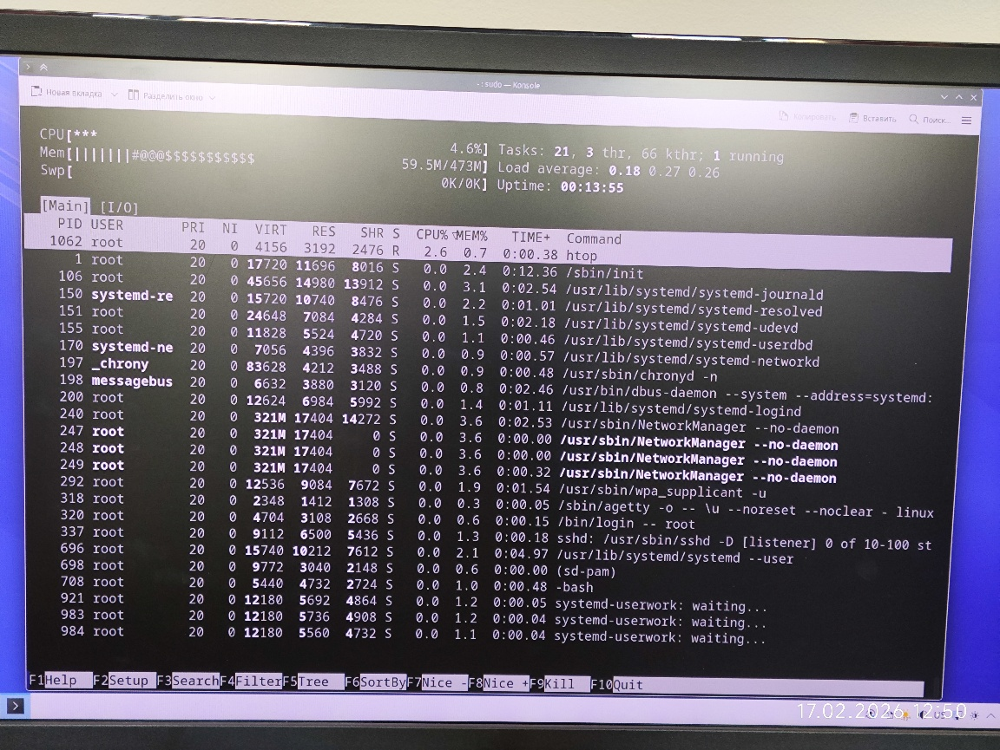 ~ : sudo — Konsole
Новая вкладка Разделить окно Копировать Вставить Поиск...
CPU[*** 4.6%] Tasks: 21, 3 thr, 66 kthr; 1 running
Mem[|||||||#@@@$$$$$$$$$$$ 59.5M/473M] Load average: 0.18 0.27 0.26
Swp[ 0K/0K] Uptime: 00:13:55
[Main] [I/O]
PID USER PRI NI VIRT RES SHR S CPU%▽MEM% TIME+ Command
1062 root 20 0 4156 3192 2476 R 2.6 0.7 0:00.38 htop
1 root 20 0 17720 11696 8016 S 0.0 2.4 0:12.36 /sbin/init
106 root 20 0 45656 14980 13912 S 0.0 3.1 0:02.54 /usr/lib/systemd/systemd-journald
150 systemd-re 20 0 15720 10740 8476 S 0.0 2.2 0:01.01 /usr/lib/systemd/systemd-resolved
151 root 20 0 24648 7084 4284 S 0.0 1.5 0:02.18 /usr/lib/systemd/systemd-udevd
155 root 20 0 11828 5524 4720 S 0.0 1.1 0:00.46 /usr/lib/systemd/systemd-userdbd
170 systemd-ne 20 0 7056 4396 3832 S 0.0 0.9 0:00.57 /usr/lib/systemd/systemd-networkd
197 _chrony 20 0 83628 4212 3488 S 0.0 0.9 0:00.48 /usr/sbin/chronyd -n
198 messagebus 20 0 6632 3880 3120 S 0.0 0.8 0:02.46 /usr/bin/dbus-daemon --system --address=systemd:
200 root 20 0 12624 6984 5992 S 0.0 1.4 0:01.11 /usr/lib/systemd/systemd-logind
240 root 20 0 321M 17404 14272 S 0.0 3.6 0:02.53 /usr/sbin/NetworkManager --no-daemon
247 root 20 0 321M 17404 0 S 0.0 3.6 0:00.00 /usr/sbin/NetworkManager --no-daemon
248 root 20 0 321M 17404 0 S 0.0 3.6 0:00.00 /usr/sbin/NetworkManager --no-daemon
249 root 20 0 321M 17404 0 S 0.0 3.6 0:00.32 /usr/sbin/NetworkManager --no-daemon
292 root 20 0 12536 9084 7672 S 0.0 1.9 0:01.54 /usr/sbin/wpa_supplicant -u
318 root 20 0 2348 1412 1308 S 0.0 0.3 0:00.05 /sbin/agetty -o -- \u --noreset --noclear - linux
320 root 20 0 4704 3108 2668 S 0.0 0.6 0:00.15 /bin/login -- root
337 root 20 0 9112 6500 5436 S 0.0 1.3 0:00.18 sshd: /usr/sbin/sshd -D [listener] 0 of 10-100 st
696 root 20 0 15740 10212 7612 S 0.0 2.1 0:04.97 /usr/lib/systemd/systemd --user
698 root 20 0 9772 3040 2148 S 0.0 0.6 0:00.00 (sd-pam)
708 root 20 0 5440 4732 2724 S 0.0 1.0 0:00.48 -bash
921 root 20 0 12180 5692 4864 S 0.0 1.2 0:00.05 systemd-userwork: waiting...
983 root 20 0 12180 5736 4908 S 0.0 1.2 0:00.04 systemd-userwork: waiting...
984 root 20 0 12180 5560 4732 S 0.0 1.1 0:00.04 systemd-userwork: waiting...
F1Help F2Setup F3SearchF4FilterF5Tree F6SortByF7Nice -F8Nice +F9Kill F10Quit
17.02.2026 12:50